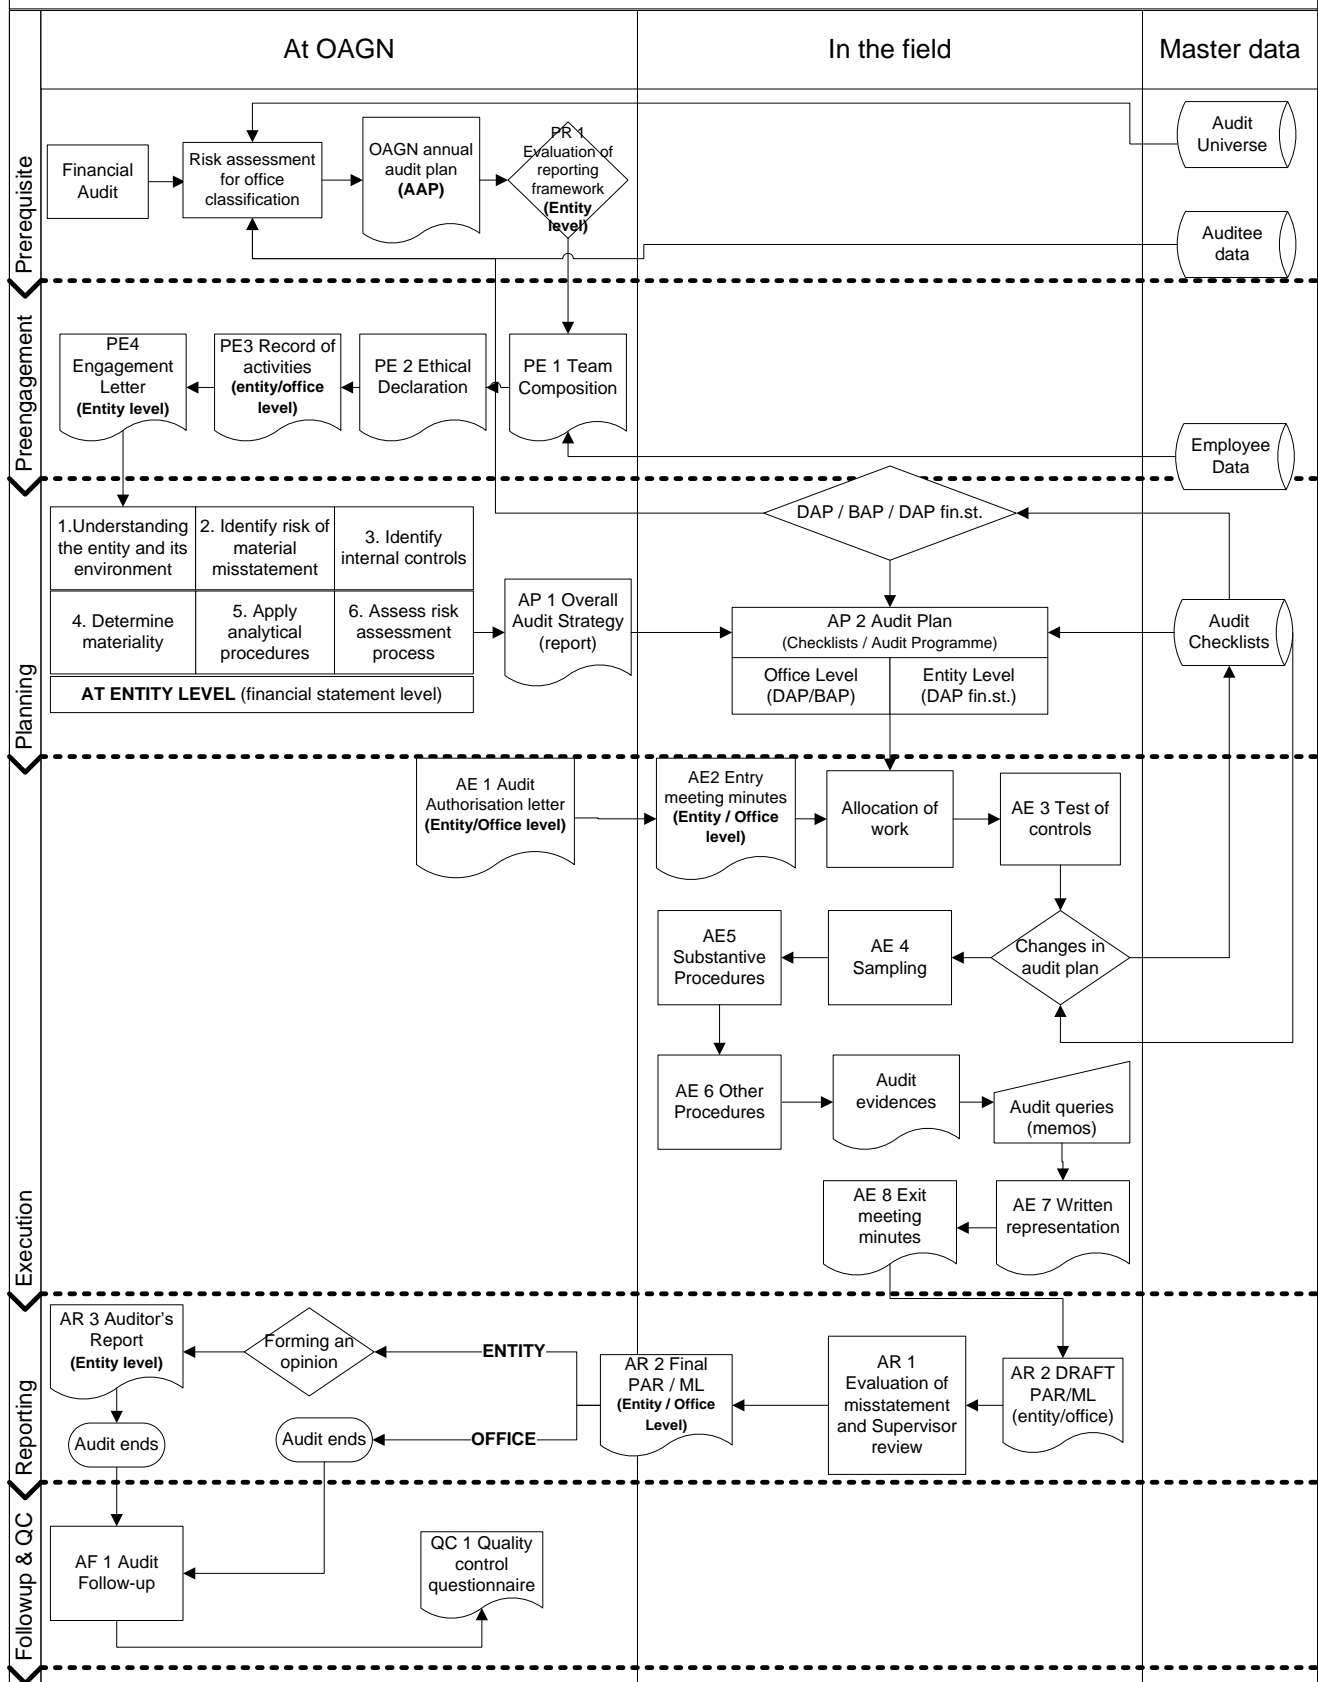 At OAGN
In the field
Master data
Prerequisite
Financial
Audit
Risk assessment
for office
classification
OAGN annual
audit plan
(AAP)
PR 1
Evaluation of
reporting
framework
(Entity
level)
Audit
Universe
Auditee
data
Preengagement
PE4
Engagement
Letter
(Entity level)
PE3 Record of
activities
(entity/office
level)
PE 2 Ethical
Declaration
PE 1 Team
Composition
Employee
Data
Planning
1.Understanding
the entity and its
environment
2. Identify risk of
material
misstatement
3. Identify
internal controls
4. Determine
materiality
5. Apply
analytical
procedures
6. Assess risk
assessment
process
AT ENTITY LEVEL (financial statement level)
AP 1 Overall
Audit Strategy
(report)
DAP / BAP / DAP fin.st.
AP 2 Audit Plan
(Checklists / Audit Programme)
Office Level
(DAP/BAP)
Entity Level
(DAP fin.st.)
Audit
Checklists
Execution
AE 1 Audit
Authorisation letter
(Entity/Office level)
AE2 Entry
meeting minutes
(Entity / Office
level)
Allocation of
work
AE 3 Test of
controls
AE5
Substantive
Procedures
AE 4
Sampling
Changes in
audit plan
AE 6 Other
Procedures
Audit
evidences
Audit queries
(memos)
AE 8 Exit
meeting
minutes
AE 7 Written
representation
Reporting
AR 3 Auditor's
Report
(Entity level)
Forming an
opinion
ENTITY
AR 2 Final
PAR / ML
(Entity / Office
Level)
AR 1
Evaluation of
misstatement
and Supervisor
review
AR 2 DRAFT
PAR/ML
(entity/office)
Audit ends
Audit ends
OFFICE
Followup & QC
AF 1 Audit
Follow-up
QC 1 Quality
control
questionnaire